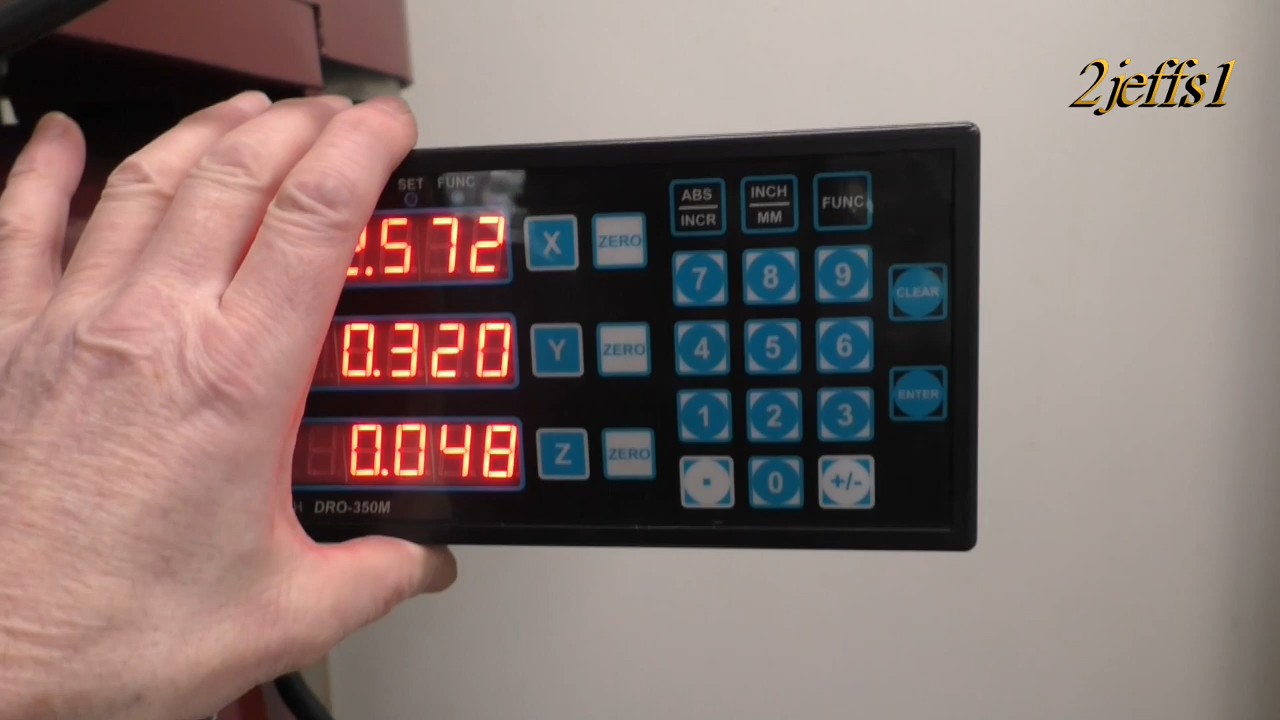 2jeffs1
SET FUNC
.572 X ZERO
0.320 Y ZERO
0.048 Z ZERO
DRO-350M
ABS INCR INCH MM FUNC
7 8 9 CLEAR
4 5 6
1 2 3 ENTER
. 0 +/-